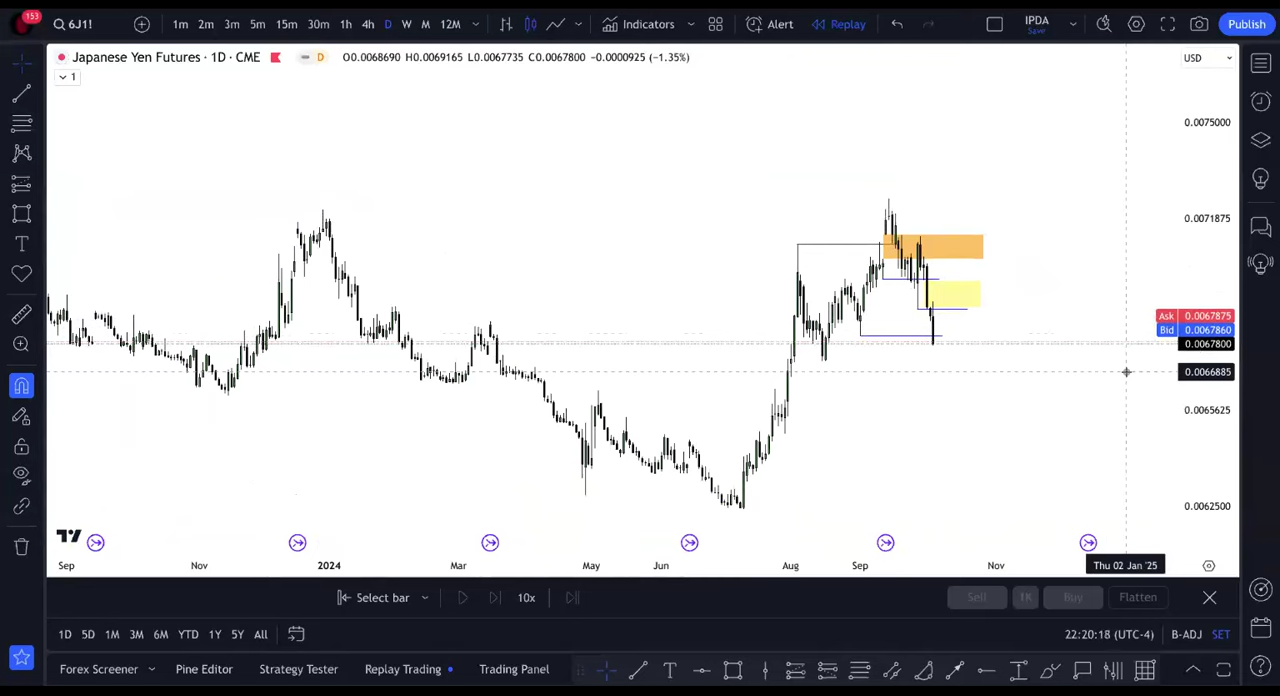 153
6J1!
1m 2m 3m 5m 15m 30m 1h 4h D W M 12M
Indicators
Alert
Replay
IPDA
Save
Publish
Japanese Yen Futures · 1D · CME
D
O0.0068690 H0.0069165 L0.0067735 C0.0067800 −0.0000925 (−1.35%)
1
USD
0.0075000
0.0071875
Ask 0.0067875
Bid 0.0067860
0.0067800
0.0066885
0.0065625
0.0062500
Sep Nov 2024 Mar May Jun Aug Sep Nov
Thu 02 Jan '25
Select bar
10x
Sell 1K Buy Flatten
1D 5D 1M 3M 6M YTD 1Y 5Y All
22:20:18 (UTC-4) B-ADJ SET
Forex Screener Pine Editor Strategy Tester Replay Trading Trading Panel